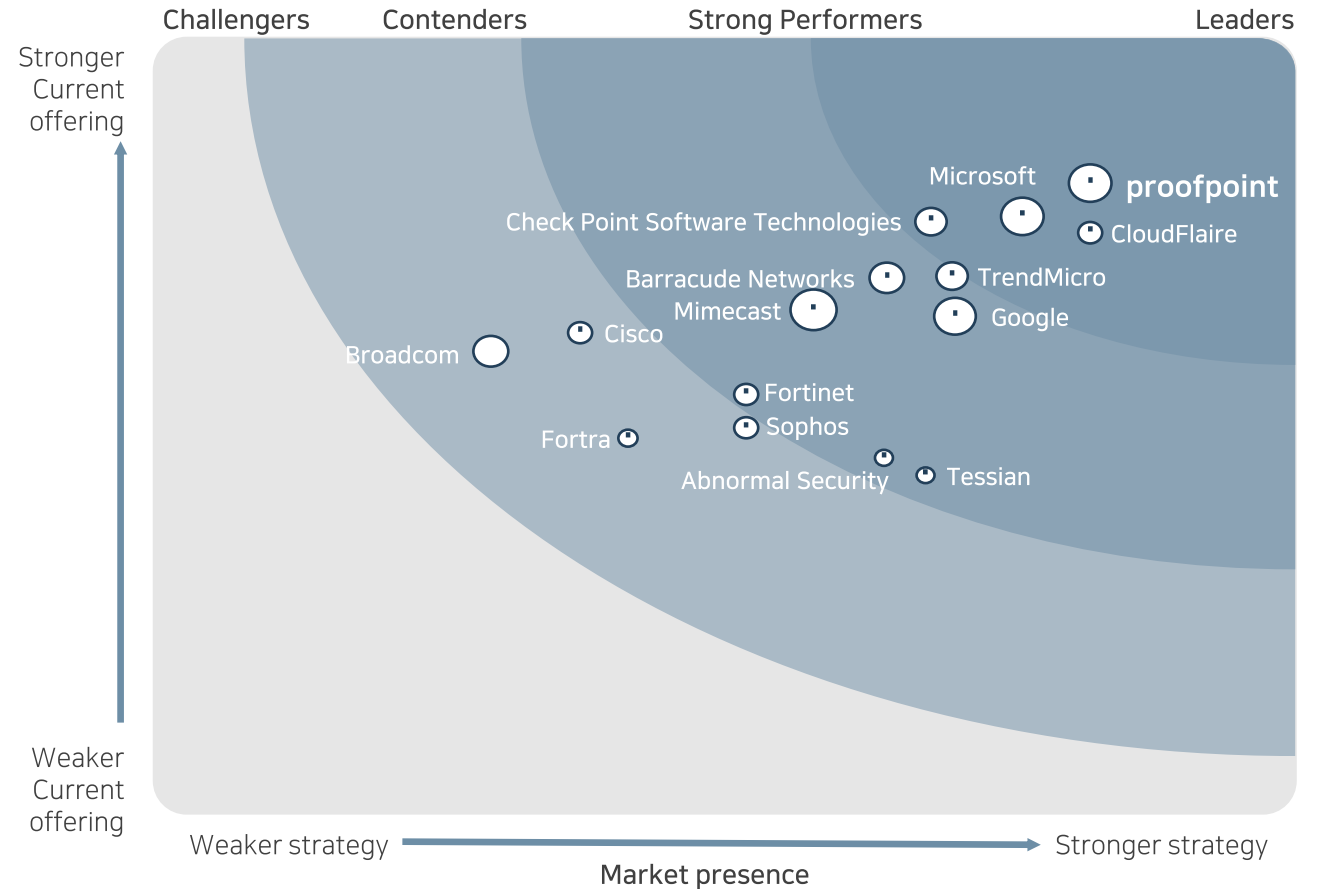 Challengers
Contenders
Strong Performers
Leaders
Stronger
Current
offering
Microsoft
proofpoint
Check Point Software Technologies
CloudFlaire
Barracude Networks
TrendMicro
Mimecast
Google
Cisco
Broadcom
Fortinet
Sophos
Fortra
Abnormal Security
Tessian
Weaker
Current
offering
Weaker strategy
Stronger strategy
Market presence